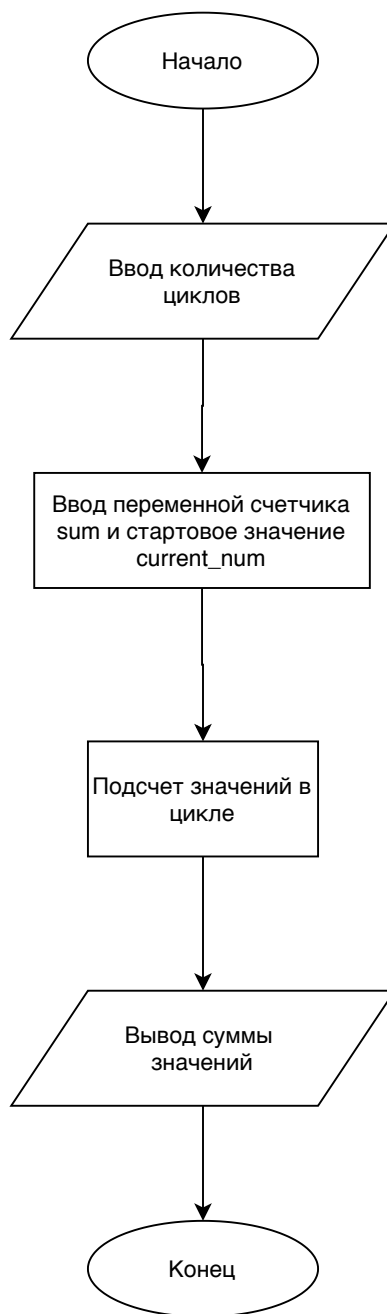 Начало
Ввод количества
циклов
Ввод переменной счетчика
sum и стартовое значение
current_num
Подсчет значений в
цикле
Вывод суммы
значений
Конец